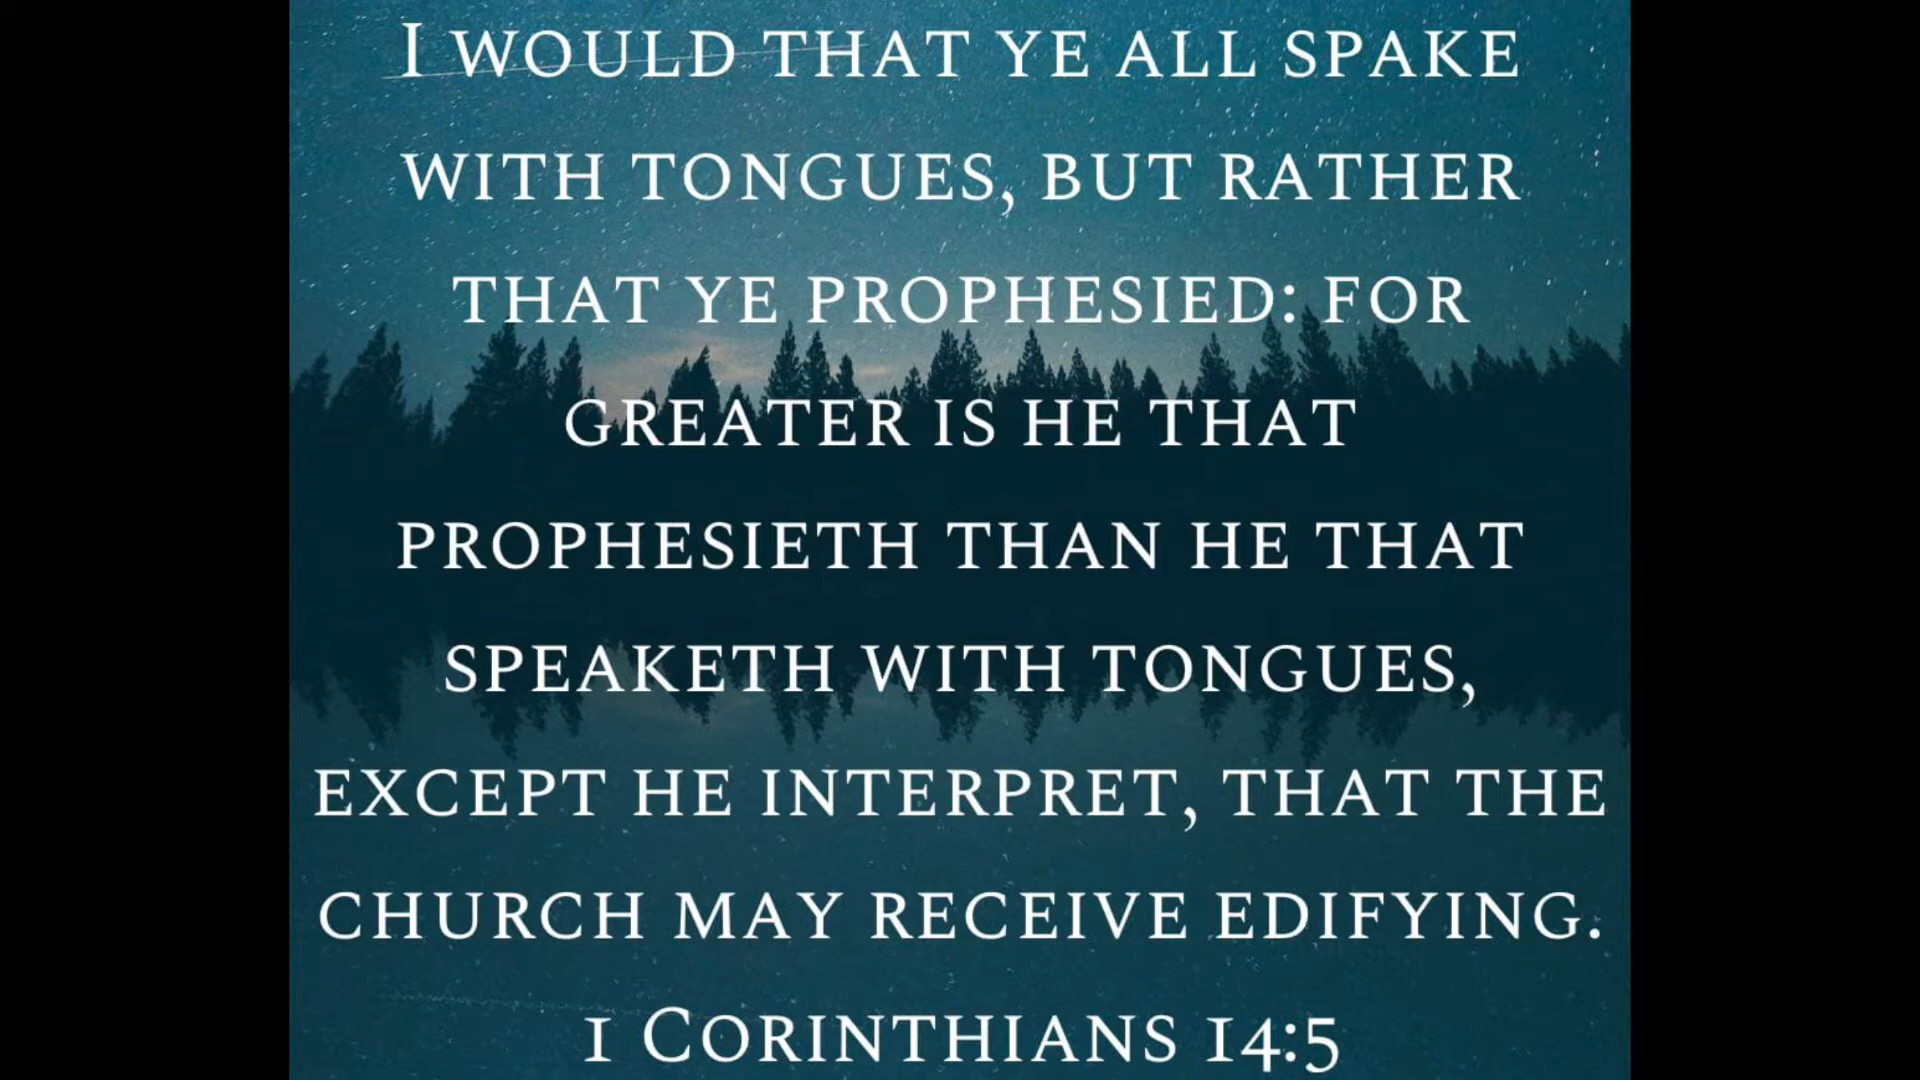 I WOULD THAT YE ALL SPAKE
WITH TONGUES, BUT RATHER
THAT YE PROPHESIED: FOR
GREATER IS HE THAT
PROPHESIETH THAN HE THAT
SPEAKETH WITH TONGUES,
EXCEPT HE INTERPRET, THAT THE
CHURCH MAY RECEIVE EDIFYING.
1 CORINTHIANS 14:5